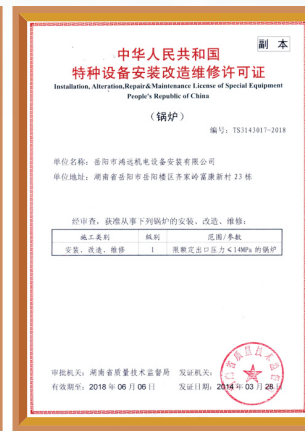 副本
中华人民共和国
特种设备安装改造维修许可证
Installation, Alteration,Repair&Maintenance License of Special Equipment
People's Republic of China
（锅炉）
编号：TS3143017-2018
单位名称：岳阳市鸿远机电设备安装有限公司
单位地址：湖南省岳阳市岳阳楼区齐家岭富康新村23栋
经审查，获准从事下列锅炉的安装、改造、维修：
施工类别 级别 范围/参数
安装、改造、维修 1 限额定出口压力≤14MPa的锅炉
审批机关：湖南省质量技术监督局 发证机关：
有效期至：2018年06月06日 发证日期：2014年03月28日